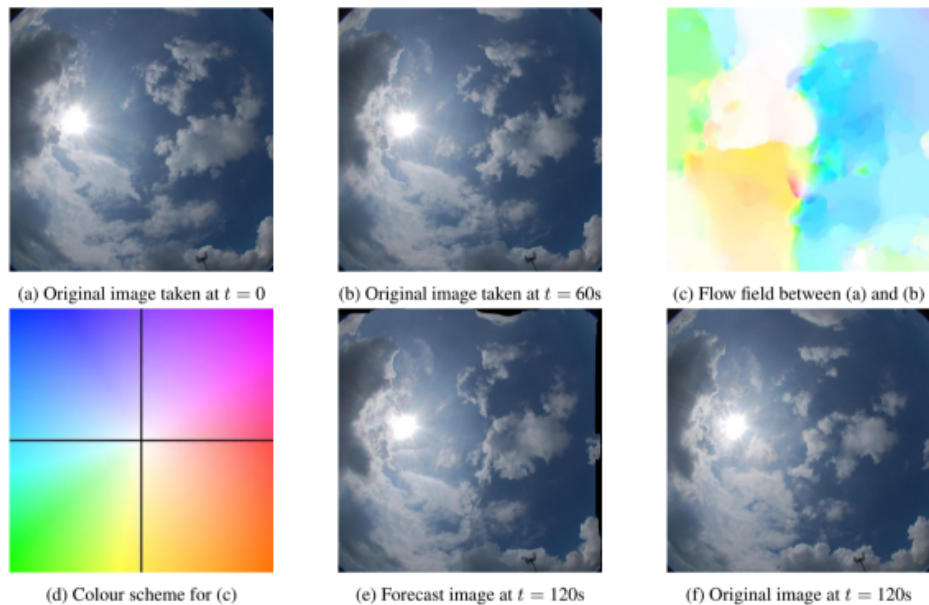 (a) Original image taken at t = 0
(b) Original image taken at t = 60s
(c) Flow field between (a) and (b)
(d) Colour scheme for (c)
(e) Forecast image at t = 120s
(f) Original image at t = 120s